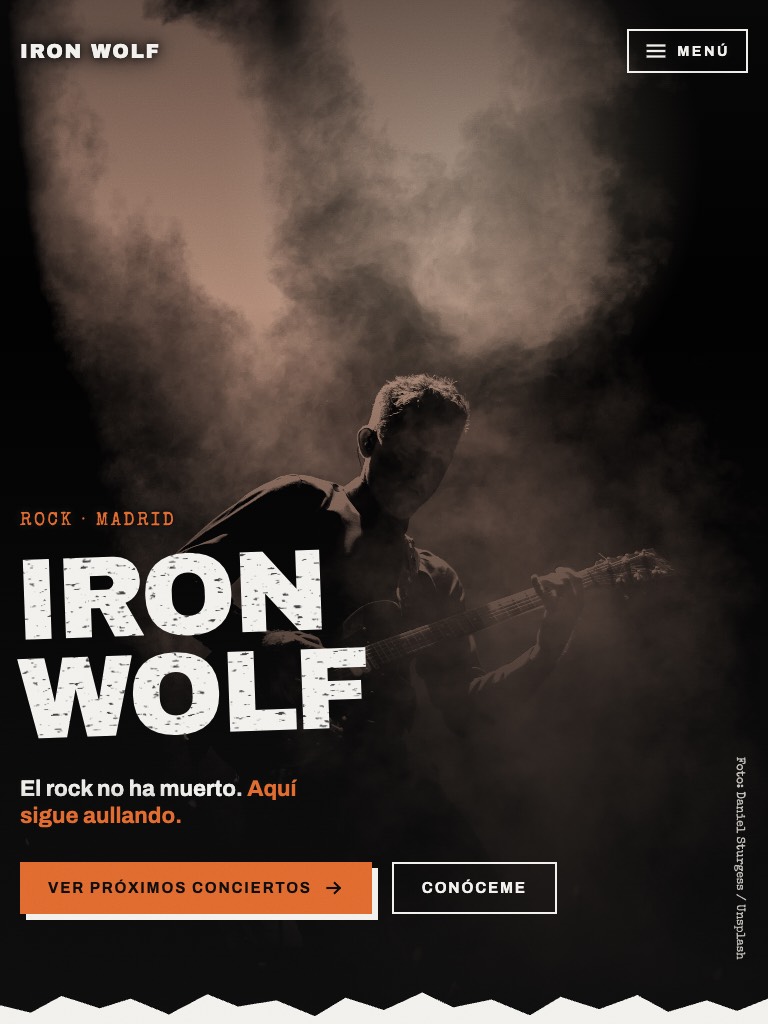 IRON WOLF
MENÚ
ROCK · MADRID
IRON
WOLF
El rock no ha muerto. Aquí
sigue aullando.
VER PRÓXIMOS CONCIERTOS →
CONÓCEME
Foto: Daniel Sturgess / Unsplash